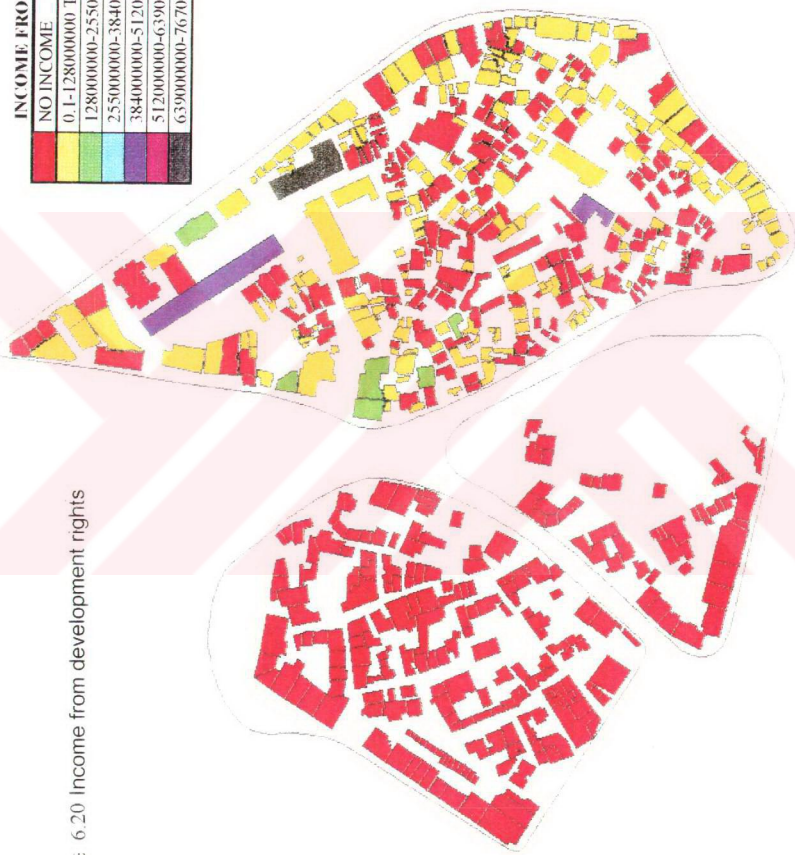 6.20 Income from development rights
INCOME FRO
NO INCOME
0.1-128000000 T
128000000-2550
255000000-3840
384000000-5120
512000000-6390
639000000-7670